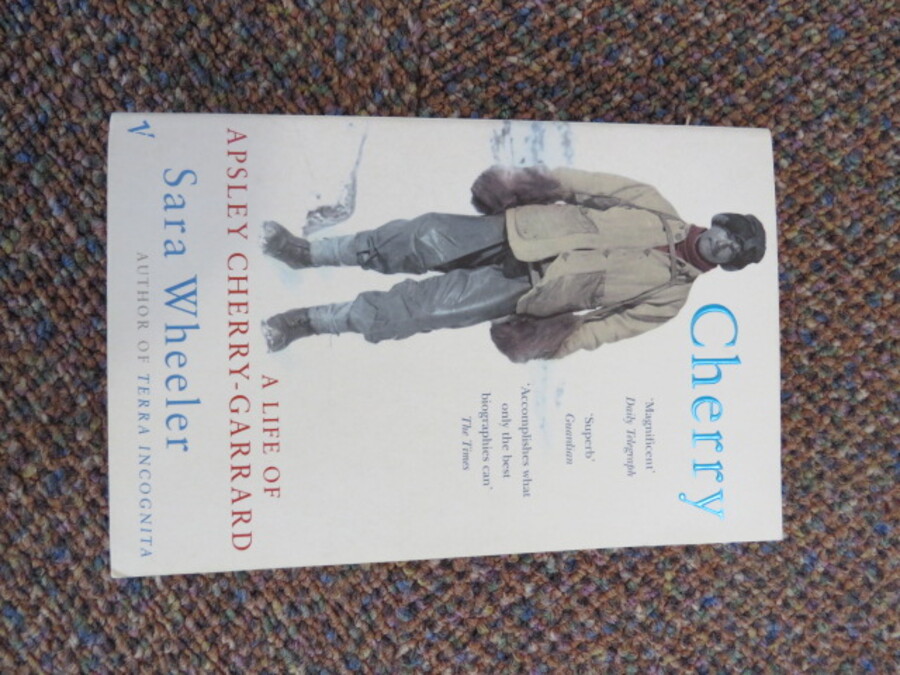 Cherry
'Magnificent'
Daily Telegraph
'Superb'
Guardian
'Accomplishes what
only the best
biographies can'
The Times
A LIFE OF
APSLEY CHERRY-GARRARD
Sara Wheeler
AUTHOR OF TERRA INCOGNITA
V